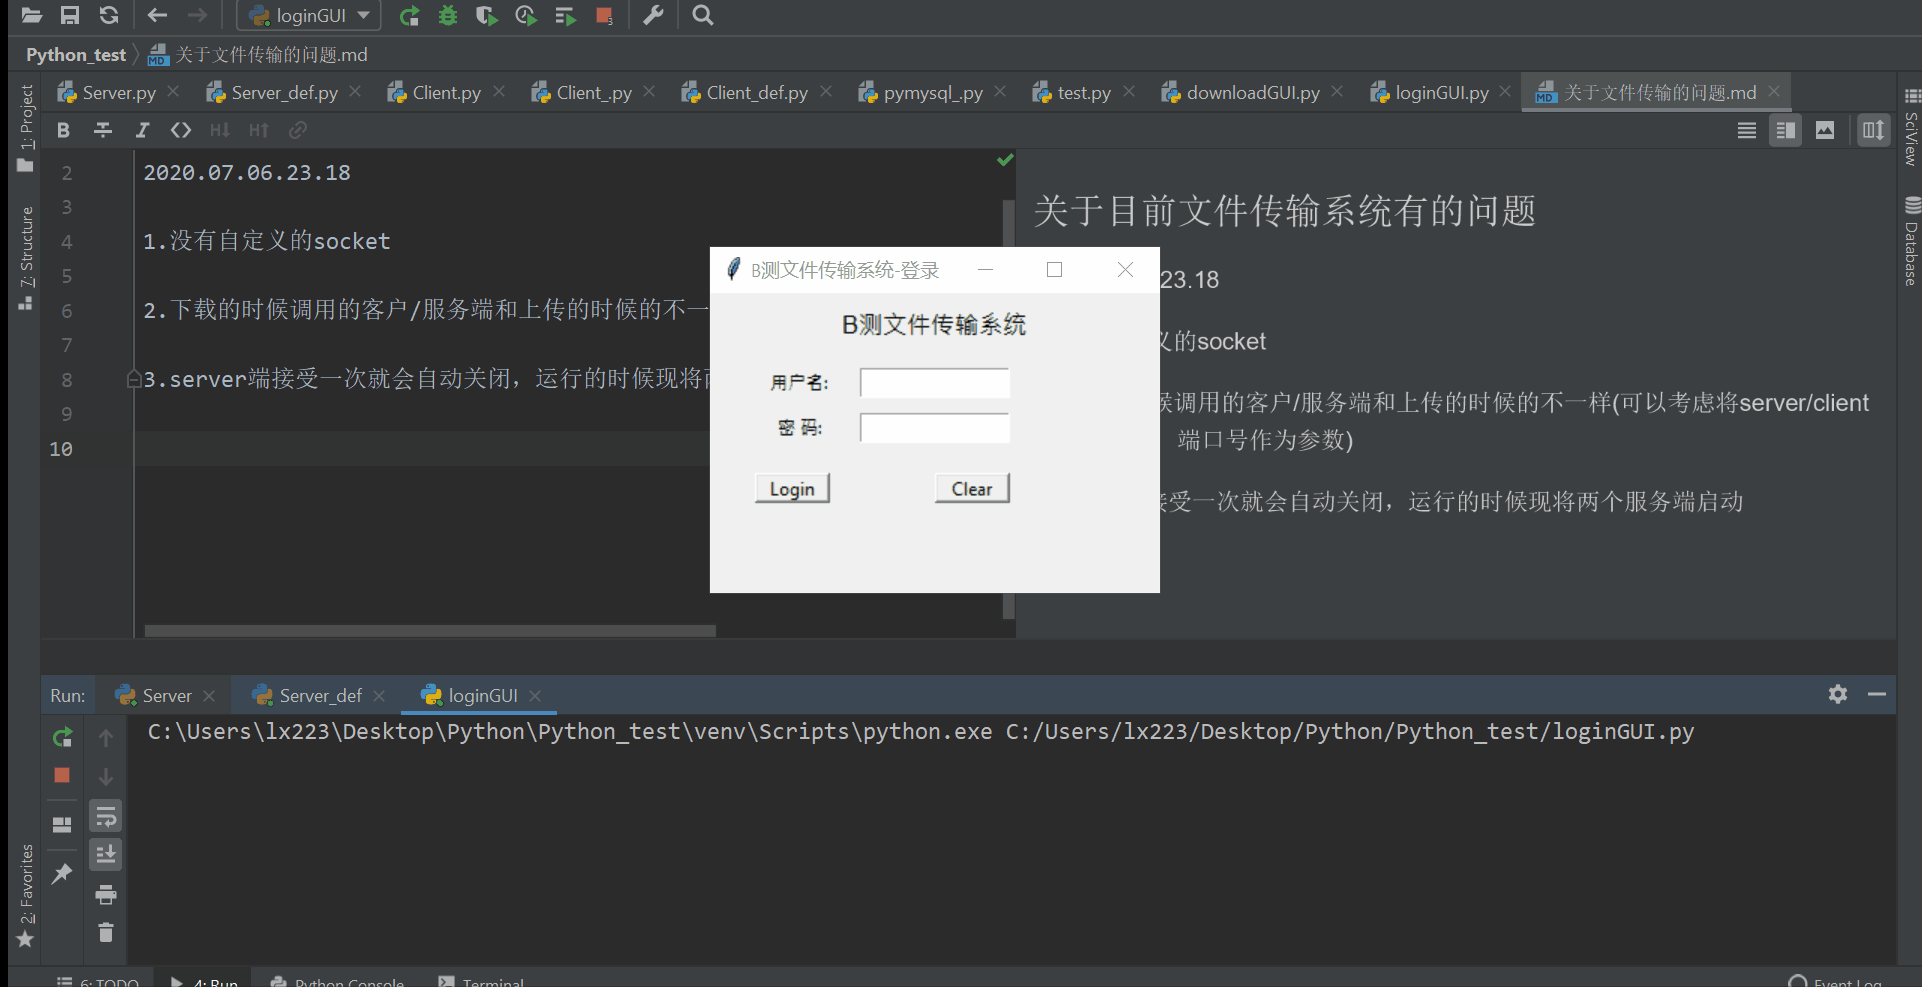 loginGUI
3
Python_test 关于文件传输的问题.md
Server.py Server_def.py Client.py Client_.py Client_def.py pymysql_.py test.py downloadGUI.py loginGUI.py 关于文件传输的问题.md
1: Project
7: Structure
2: Favorites
SciView
Database
B I <> H↓ H↑
2 2020.07.06.23.18
3
4 1.没有自定义的socket
5
6 2.下载的时候调用的客户/服务端和上传的时候的不一
7
8 3.server端接受一次就会自动关闭，运行的时候现将
9
10
关于目前文件传输系统有的问题
23.18
义的socket
候调用的客户/服务端和上传的时候的不一样(可以考虑将server/client
端口号作为参数)
接受一次就会自动关闭，运行的时候现将两个服务端启动
B测文件传输系统-登录
B测文件传输系统
用户名:
密 码:
Login Clear
Run: Server Server_def loginGUI
C:\Users\lx223\Desktop\Python\Python_test\venv\Scripts\python.exe C:/Users/lx223/Desktop/Python/Python_test/loginGUI.py
6: TODO 4: Run Python Console Terminal Event Log